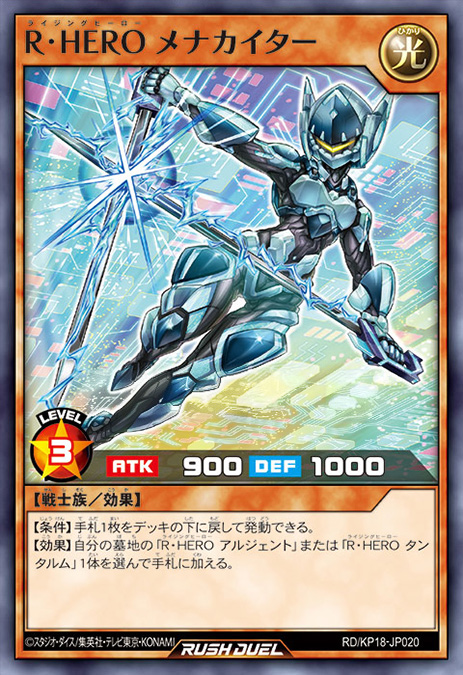 ライジングヒーロー
R・HERO メナカイター
ひかり
光
LEVEL
3
ATK 900 DEF 1000
【戦士族/効果】
【条件】手札1枚をデッキの下に戻して発動できる。
【効果】自分の墓地の「R・HERO アルジェント」または「R・HERO タン
タルム」1体を選んで手札に加える。
©スタジオ・ダイス/集英社・テレビ東京・KONAMI
RUSH DUEL
RD/KP18-JP020